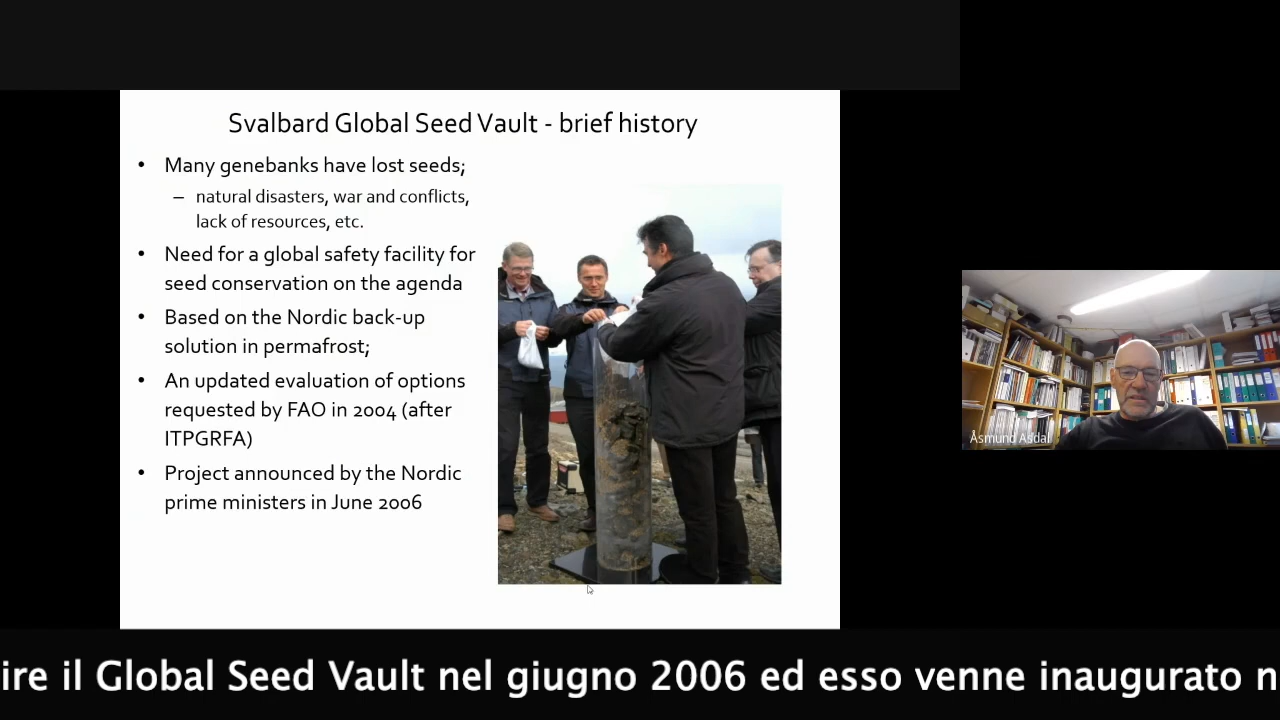 Svalbard Global Seed Vault - brief history
• Many genebanks have lost seeds;
– natural disasters, war and conflicts,
lack of resources, etc.
• Need for a global safety facility for
seed conservation on the agenda
• Based on the Nordic back-up
solution in permafrost;
• An updated evaluation of options
requested by FAO in 2004 (after
ITPGRFA)
• Project announced by the Nordic
prime ministers in June 2006
Åsmund Asdal
ire il Global Seed Vault nel giugno 2006 ed esso venne inaugurato n